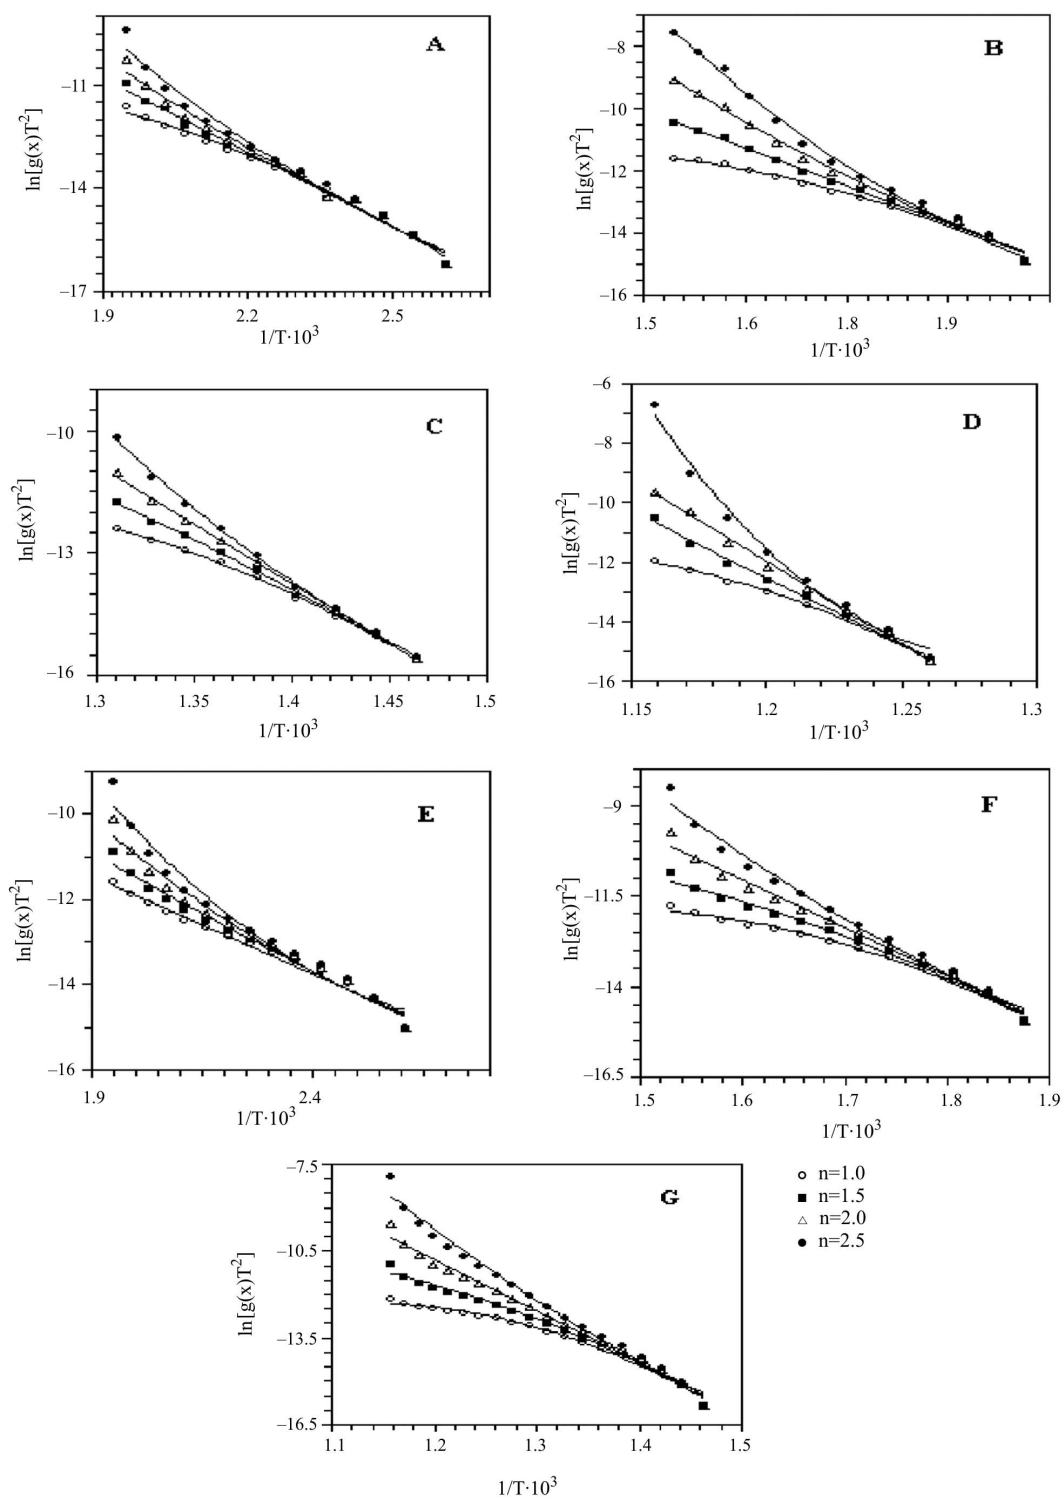 A
−11
−14
−17
ln[g(x)T²]
1.9
2.2
2.5
1/T·10³
B
−8
−10
−12
−14
−16
ln[g(x)T²]
1.5
1.6
1.8
1.9
1/T·10³
C
−10
−13
−16
ln[g(x)T²]
1.3
1.35
1.4
1.45
1.5
1/T·10³
D
−6
−8
−10
−12
−14
−16
ln[g(x)T²]
1.15
1.2
1.25
1.3
1/T·10³
E
−10
−12
−14
−16
ln[g(x)T²]
1.9
2.4
1/T·10³
F
−9
−11.5
−14
−16.5
ln[g(x)T²]
1.5
1.6
1.7
1.8
1.9
1/T·10³
G
−7.5
−10.5
−13.5
−16.5
ln[g(x)T²]
1.1
1.2
1.3
1.4
1.5
1/T·10³
n=1.0
n=1.5
n=2.0
n=2.5